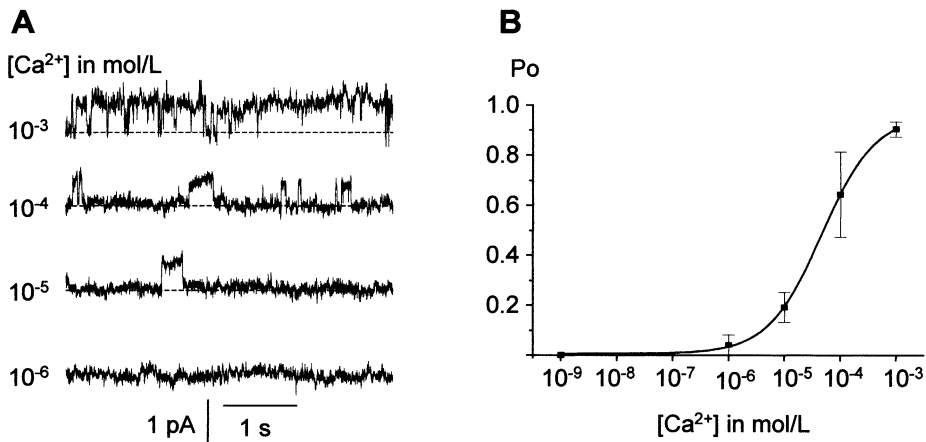 A
[Ca²⁺] in mol/L
10⁻³
10⁻⁴
10⁻⁵
10⁻⁶
1 pA
1 s
B
Po
1.0
0.8
0.6
0.4
0.2
10⁻⁹ 10⁻⁸ 10⁻⁷ 10⁻⁶ 10⁻⁵ 10⁻⁴ 10⁻³
[Ca²⁺] in mol/L